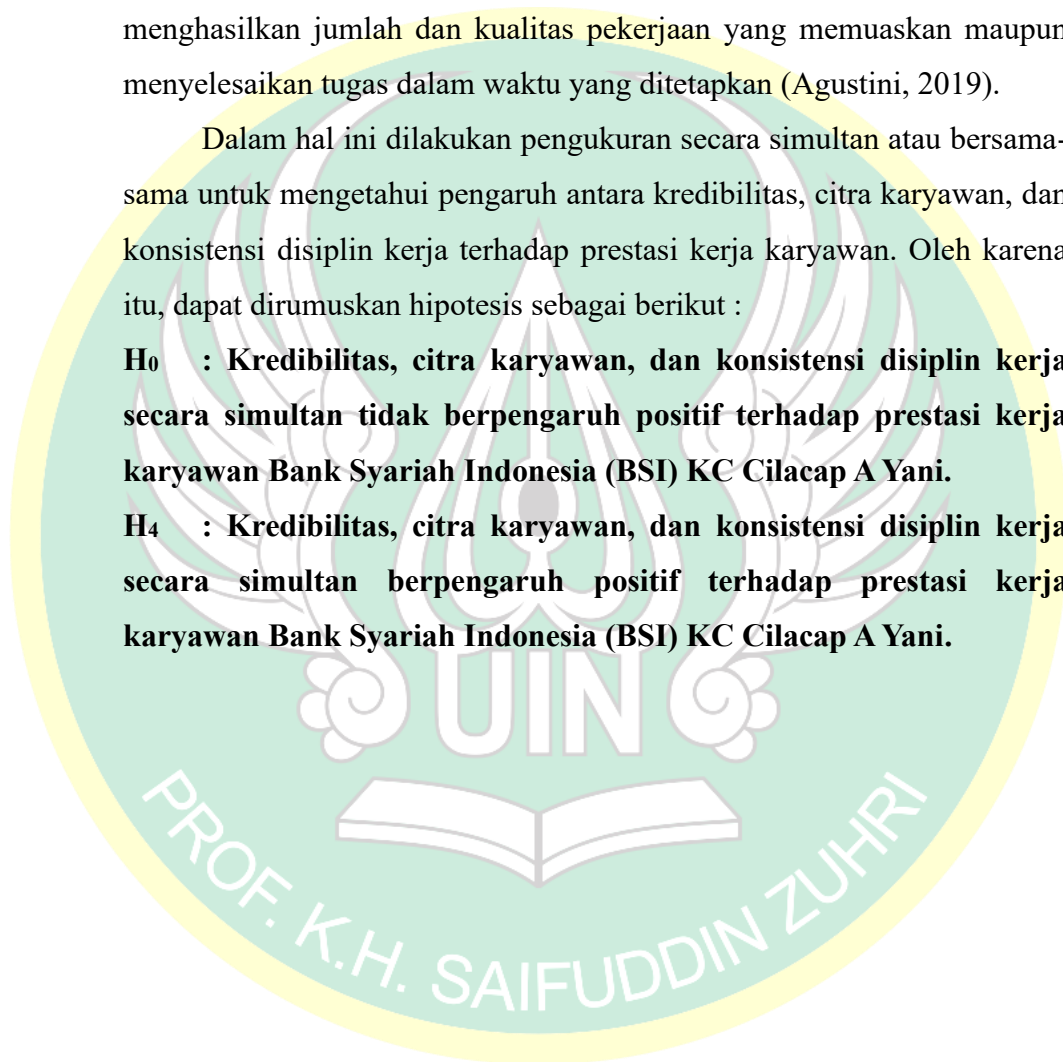 menghasilkan jumlah dan kualitas pekerjaan yang memuaskan maupun
menyelesaikan tugas dalam waktu yang ditetapkan (Agustini, 2019).
Dalam hal ini dilakukan pengukuran secara simultan atau bersama-
sama untuk mengetahui pengaruh antara kredibilitas, citra karyawan, dan
konsistensi disiplin kerja terhadap prestasi kerja karyawan. Oleh karena
itu, dapat dirumuskan hipotesis sebagai berikut :
H₀ : Kredibilitas, citra karyawan, dan konsistensi disiplin kerja
secara simultan tidak berpengaruh positif terhadap prestasi kerja
karyawan Bank Syariah Indonesia (BSI) KC Cilacap A Yani.
H₄ : Kredibilitas, citra karyawan, dan konsistensi disiplin kerja
secara simultan berpengaruh positif terhadap prestasi kerja
karyawan Bank Syariah Indonesia (BSI) KC Cilacap A Yani.
UIN
PROF. K.H. SAIFUDDIN ZUHRI